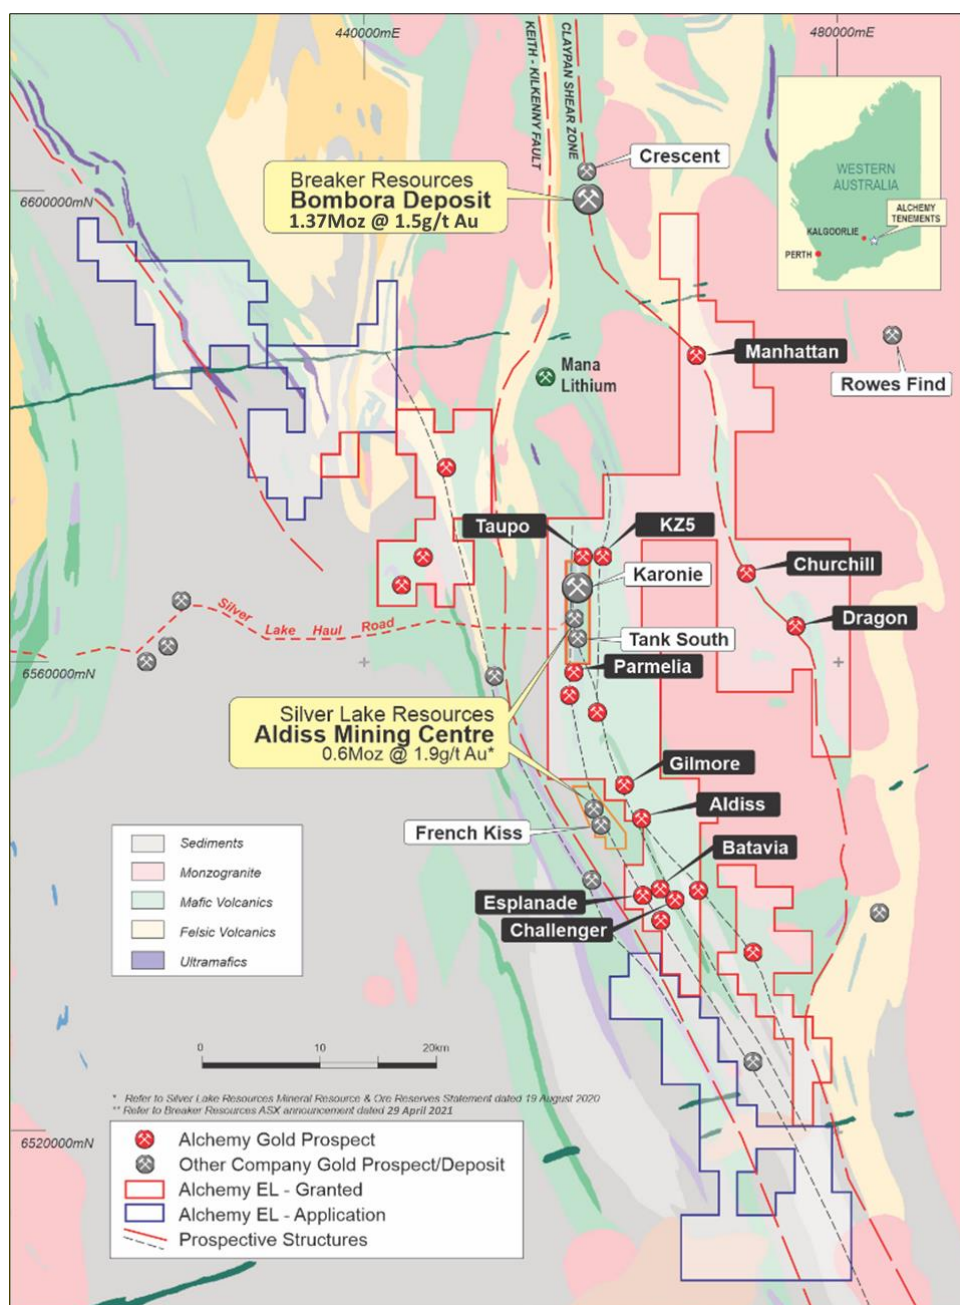 440000mE
480000mE
KEITH - KILKENNY FAULT
CLAYPAN SHEAR ZONE
Crescent
WESTERN
AUSTRALIA
ALCHEMY
TENEMENTS
KALGOORLIE
PERTH
Breaker Resources
Bombora Deposit
1.37Moz @ 1.5g/t Au
6600000mN
Manhattan
Rowes Find
Mana
Lithium
Taupo
KZ5
Karonie
Churchill
Dragon
Silver Lake Haul Road
Tank South
Parmelia
6560000mN
Silver Lake Resources
Aldiss Mining Centre
0.6Moz @ 1.9g/t Au*
Gilmore
Aldiss
French Kiss
Batavia
Esplanade
Challenger
Sediments
Monzogranite
Mafic Volcanics
Felsic Volcanics
Ultramafics
0 10 20km
* Refer to Silver Lake Resources Mineral Resource & Ore Reserves Statement dated 19 August 2020
** Refer to Breaker Resources ASX announcement dated 29 April 2021
6520000mN
Alchemy Gold Prospect
Other Company Gold Prospect/Deposit
Alchemy EL - Granted
Alchemy EL - Application
Prospective Structures